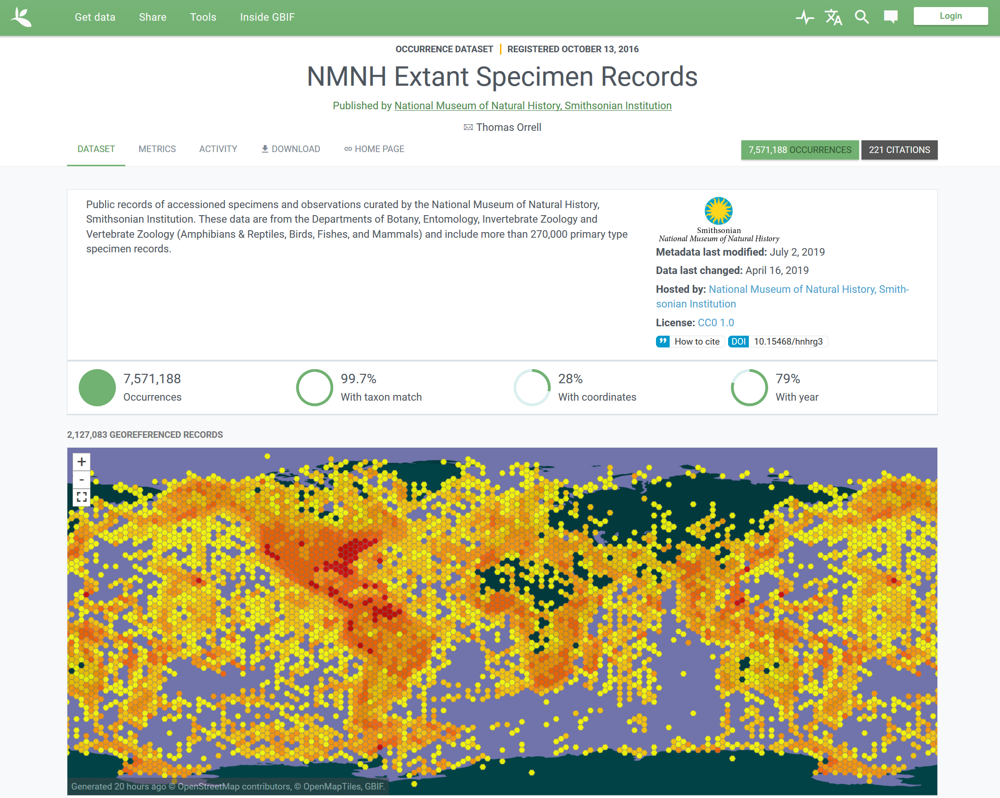 Get data Share Tools Inside GBIF Login
OCCURRENCE DATASET | REGISTERED OCTOBER 13, 2016
NMNH Extant Specimen Records
Published by National Museum of Natural History, Smithsonian Institution
Thomas Orrell
DATASET METRICS ACTIVITY DOWNLOAD HOME PAGE 7,571,188 OCCURRENCES 221 CITATIONS
Public records of accessioned specimens and observations curated by the National Museum of Natural History,
Smithsonian Institution. These data are from the Departments of Botany, Entomology, Invertebrate Zoology and
Vertebrate Zoology (Amphibians & Reptiles, Birds, Fishes, and Mammals) and include more than 270,000 primary type
specimen records.
Smithsonian
National Museum of Natural History
Metadata last modified: July 2, 2019
Data last changed: April 16, 2019
Hosted by: National Museum of Natural History, Smith-
sonian Institution
License: CC0 1.0
How to cite DOI 10.15468/hnhrg3
7,571,188
Occurrences
99.7%
With taxon match
28%
With coordinates
79%
With year
2,127,083 GEOREFERENCED RECORDS
+
-
Generated 20 hours ago © OpenStreetMap contributors, © OpenMapTiles, GBIF.